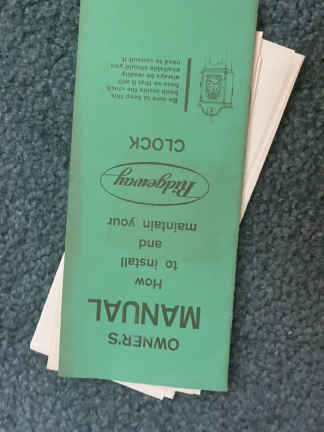 OWNER'S
MANUAL
How
to install
and
maintain your
Ridgeway
CLOCK
Be sure to keep this
book inside the clock
case so that it will
always be readily
available should you
need to consult it.